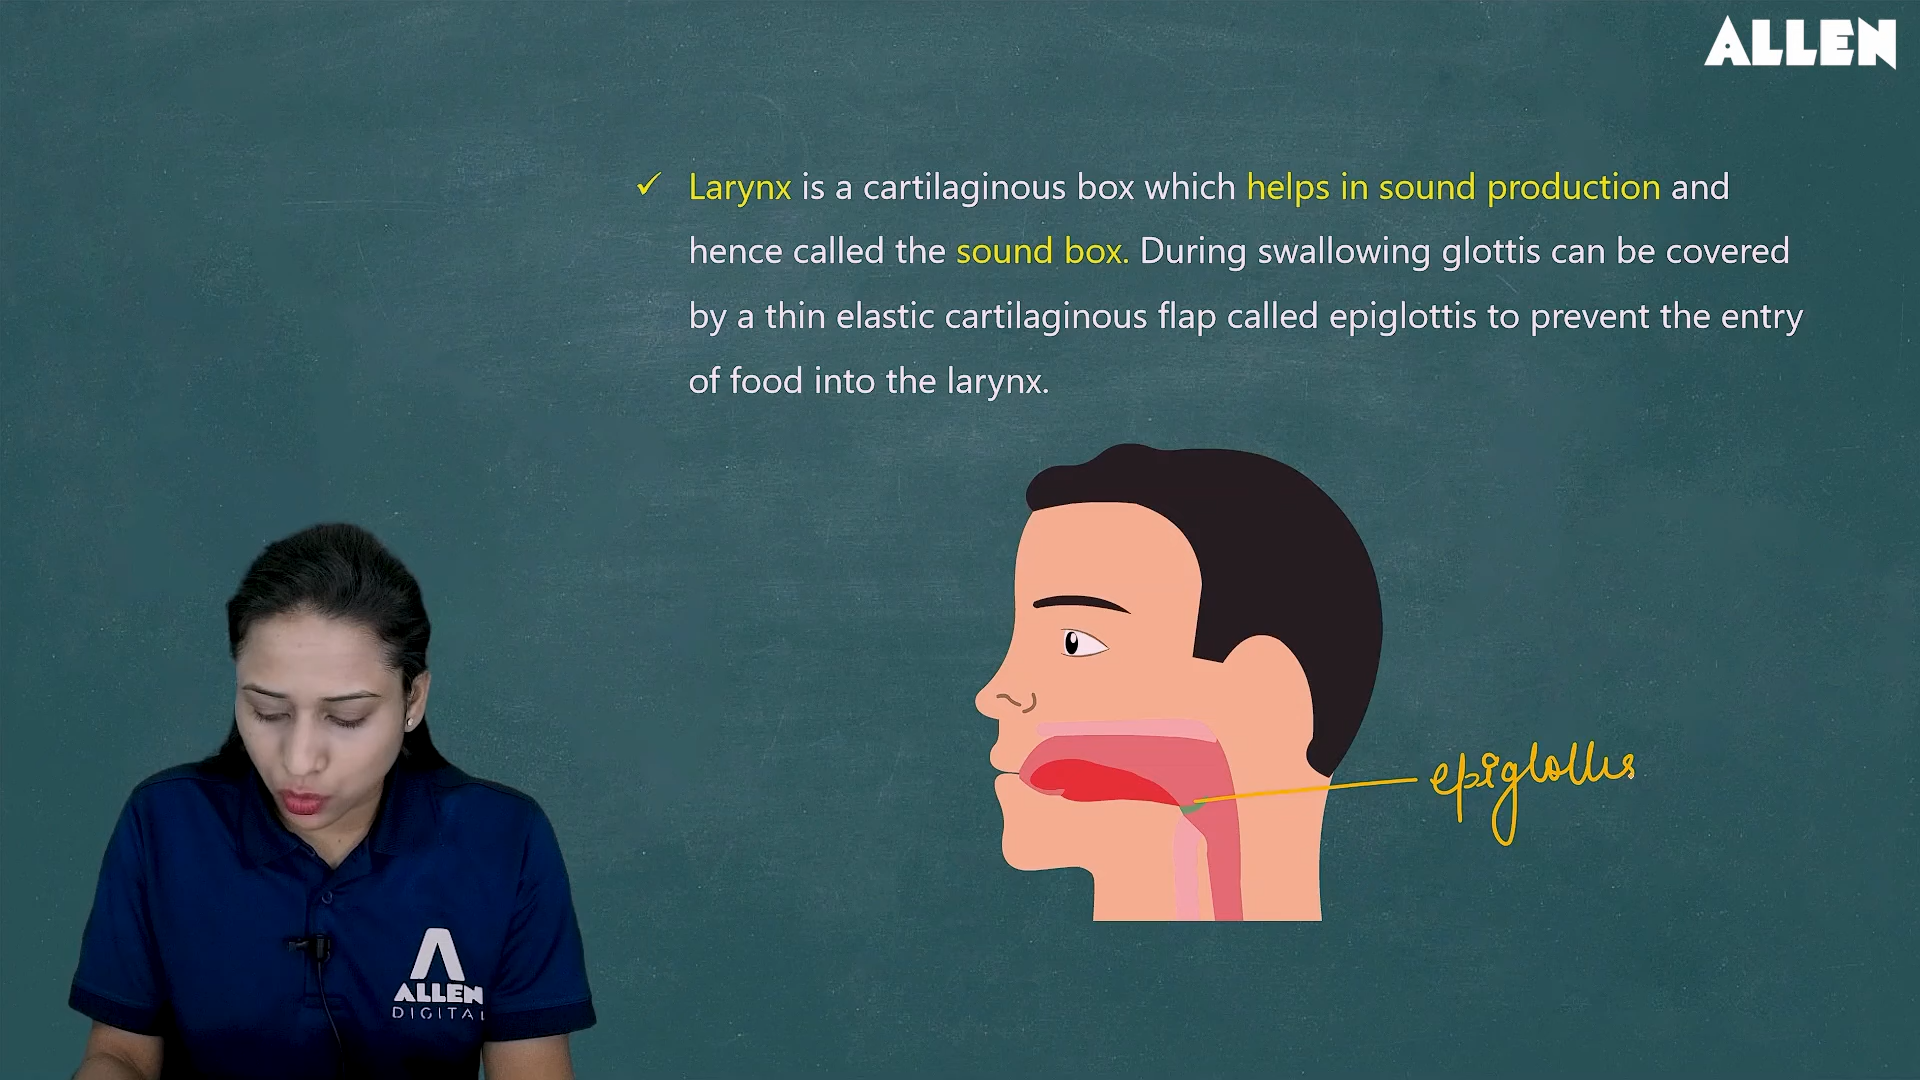 ALLEN
✓ Larynx is a cartilaginous box which helps in sound production and
hence called the sound box. During swallowing glottis can be covered
by a thin elastic cartilaginous flap called epiglottis to prevent the entry
of food into the larynx.
epiglottis
ALLEN
DIGITAL